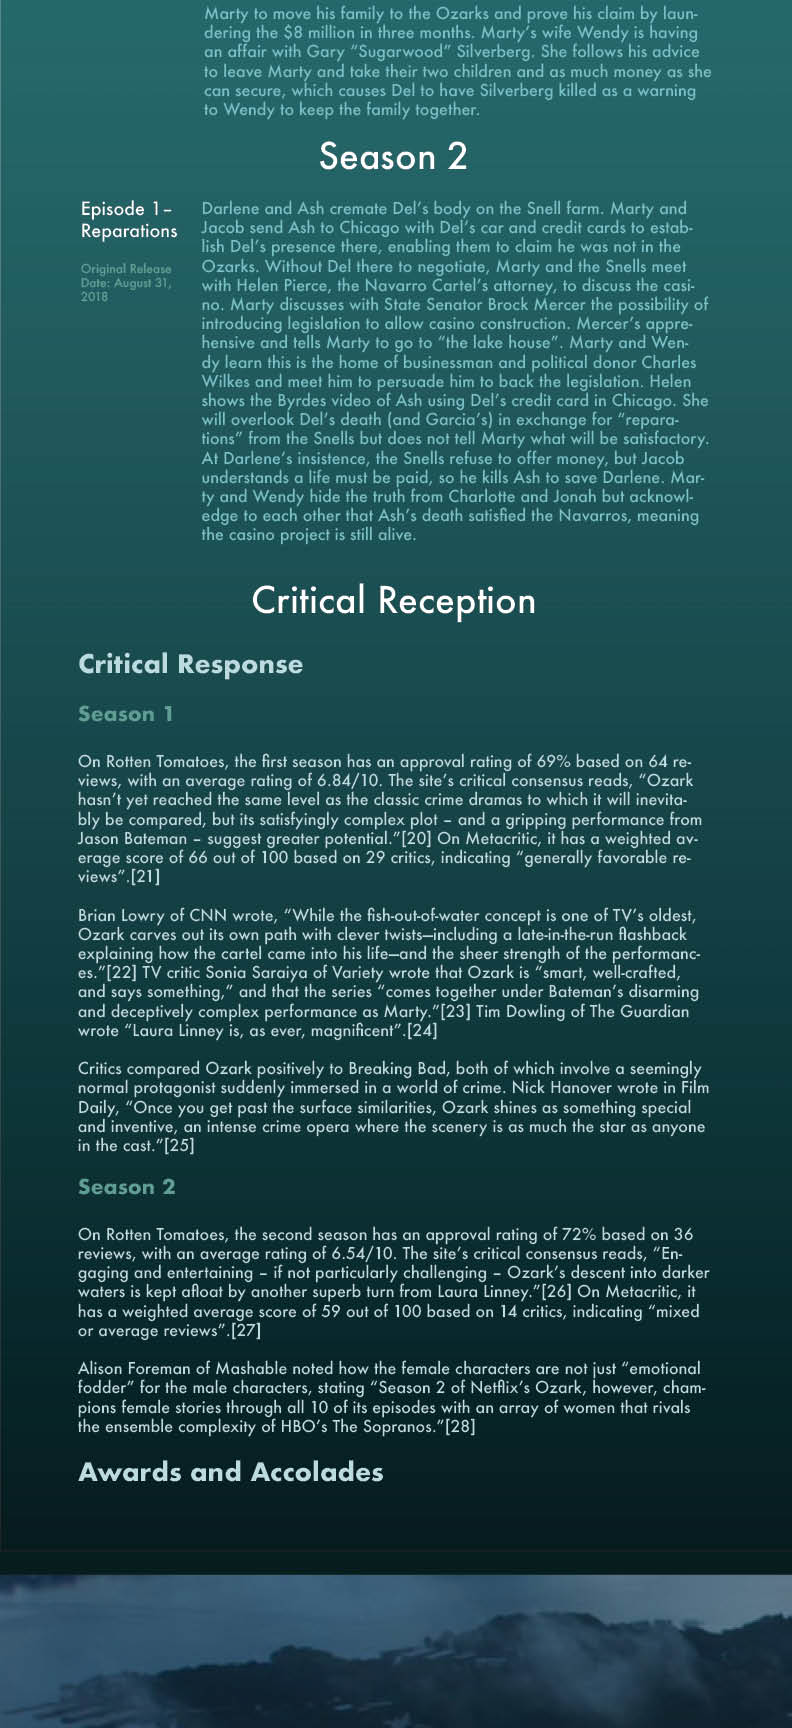 Marty to move his family to the Ozarks and prove his claim by laun-
dering the $8 million in three months. Marty's wife Wendy is having
an affair with Gary “Sugarwood” Silverberg. She follows his advice
to leave Marty and take their two children and as much money as she
can secure, which causes Del to have Silverberg killed as a warning
to Wendy to keep the family together.
Season 2
Episode 1–
Reparations
Original Release
Date: August 31,
2018
Darlene and Ash cremate Del’s body on the Snell farm. Marty and
Jacob send Ash to Chicago with Del’s car and credit cards to estab-
lish Del’s presence there, enabling them to claim he was not in the
Ozarks. Without Del there to negotiate, Marty and the Snells meet
with Helen Pierce, the Navarro Cartel’s attorney, to discuss the casi-
no. Marty discusses with State Senator Brock Mercer the possibility of
introducing legislation to allow casino construction. Mercer’s appre-
hensive and tells Marty to go to “the lake house”. Marty and Wen-
dy learn this is the home of businessman and political donor Charles
Wilkes and meet him to persuade him to back the legislation. Helen
shows the Byrdes video of Ash using Del’s credit card in Chicago. She
will overlook Del’s death (and Garcia’s) in exchange for “repara-
tions” from the Snells but does not tell Marty what will be satisfactory.
At Darlene’s insistence, the Snells refuse to offer money, but Jacob
understands a life must be paid, so he kills Ash to save Darlene. Mar-
ty and Wendy hide the truth from Charlotte and Jonah but acknowl-
edge to each other that Ash’s death satisfied the Navarros, meaning
the casino project is still alive.
Critical Reception
Critical Response
Season 1
On Rotten Tomatoes, the first season has an approval rating of 69% based on 64 re-
views, with an average rating of 6.84/10. The site’s critical consensus reads, “Ozark
hasn’t yet reached the same level as the classic crime dramas to which it will inevita-
bly be compared, but its satisfyingly complex plot – and a gripping performance from
Jason Bateman – suggest greater potential.”[20] On Metacritic, it has a weighted av-
erage score of 66 out of 100 based on 29 critics, indicating “generally favorable re-
views”.[21]
Brian Lowry of CNN wrote, “While the fish-out-of-water concept is one of TV’s oldest,
Ozark carves out its own path with clever twists—including a late-in-the-run flashback
explaining how the cartel came into his life—and the sheer strength of the performanc-
es.”[22] TV critic Sonia Saraiya of Variety wrote that Ozark is “smart, well-crafted,
and says something,” and that the series “comes together under Bateman’s disarming
and deceptively complex performance as Marty.”[23] Tim Dowling of The Guardian
wrote “Laura Linney is, as ever, magnificent”.[24]
Critics compared Ozark positively to Breaking Bad, both of which involve a seemingly
normal protagonist suddenly immersed in a world of crime. Nick Hanover wrote in Film
Daily, “Once you get past the surface similarities, Ozark shines as something special
and inventive, an intense crime opera where the scenery is as much the star as anyone
in the cast.”[25]
Season 2
On Rotten Tomatoes, the second season has an approval rating of 72% based on 36
reviews, with an average rating of 6.54/10. The site’s critical consensus reads, “En-
gaging and entertaining – if not particularly challenging – Ozark’s descent into darker
waters is kept afloat by another superb turn from Laura Linney.”[26] On Metacritic, it
has a weighted average score of 59 out of 100 based on 14 critics, indicating “mixed
or average reviews”.[27]
Alison Foreman of Mashable noted how the female characters are not just “emotional
fodder” for the male characters, stating “Season 2 of Netflix’s Ozark, however, cham-
pions female stories through all 10 of its episodes with an array of women that rivals
the ensemble complexity of HBO’s The Sopranos.”[28]
Awards and Accolades